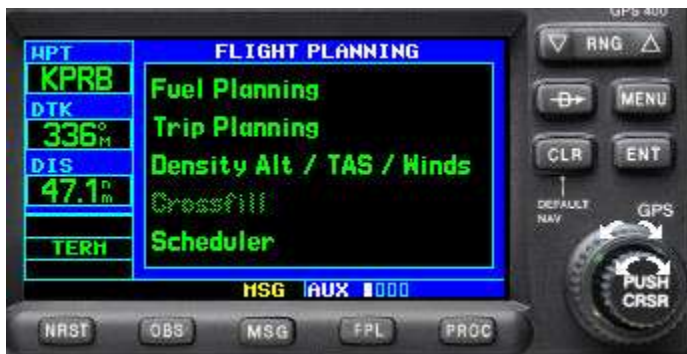 GPS 400
WPT
KPRB
DTK
336°M
DIS
47.1nm
TERM
FLIGHT PLANNING
Fuel Planning
Trip Planning
Density Alt / TAS / Winds
Crossfill
Scheduler
MSG AUX
RNG
D
MENU
CLR
ENT
DEFAULT
NAV
GPS
PUSH
CRSR
NRST
OBS
MSG
FPL
PROC